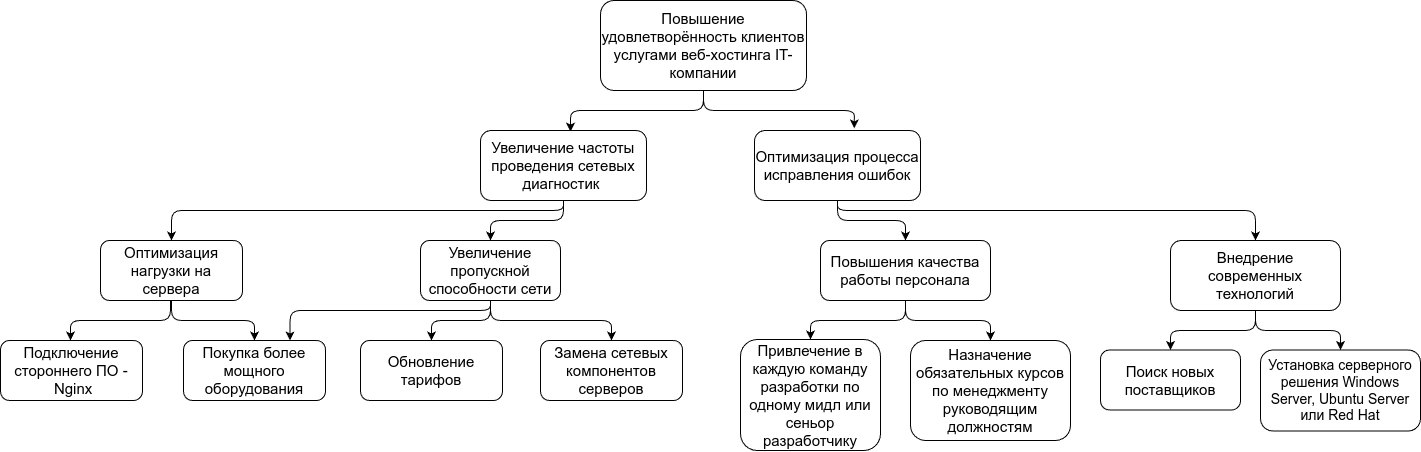 Повышение
удовлетворённость клиентов
услугами веб-хостинга IT-
компании
Увеличение частоты
проведения сетевых
диагностик
Оптимизация процесса
исправления ошибок
Оптимизация
нагрузки на
сервера
Увеличение
пропускной
способности сети
Повышения качества
работы персонала
Внедрение
современных
технологий
Подключение
стороннего ПО -
Nginx
Покупка более
мощного
оборудования
Обновление
тарифов
Замена сетевых
компонентов
серверов
Привлечение в
каждую команду
разработки по
одному мидл или
сеньор
разработчику
Назначение
обязательных курсов
по менеджменту
руководящим
должностям
Поиск новых
поставщиков
Установка серверного
решения Windows
Server, Ubuntu Server
или Red Hat